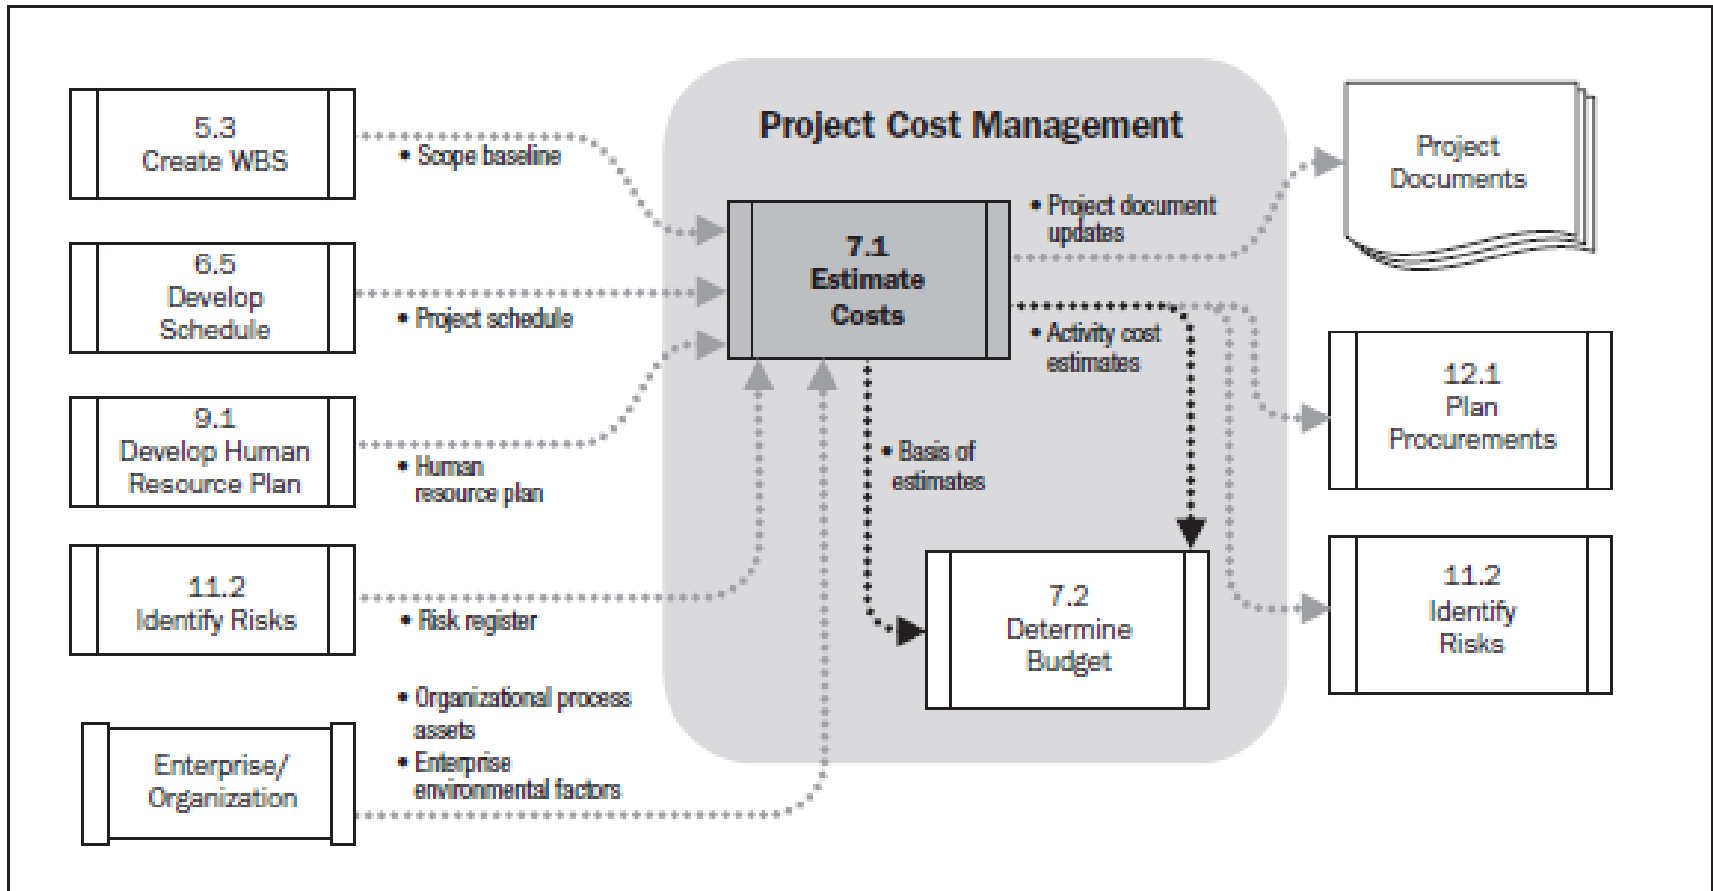 5.3
Create WBS
• Scope baseline
6.5
Develop
Schedule
• Project schedule
9.1
Develop Human
Resource Plan
• Human
resource plan
11.2
Identify Risks
• Risk register
Enterprise/
Organization
• Organizational process
assets
• Enterprise
environmental factors
Project Cost Management
7.1
Estimate
Costs
• Project document
updates
• Activity cost
estimates
• Basis of
estimates
7.2
Determine
Budget
Project
Documents
12.1
Plan
Procurements
11.2
Identify
Risks